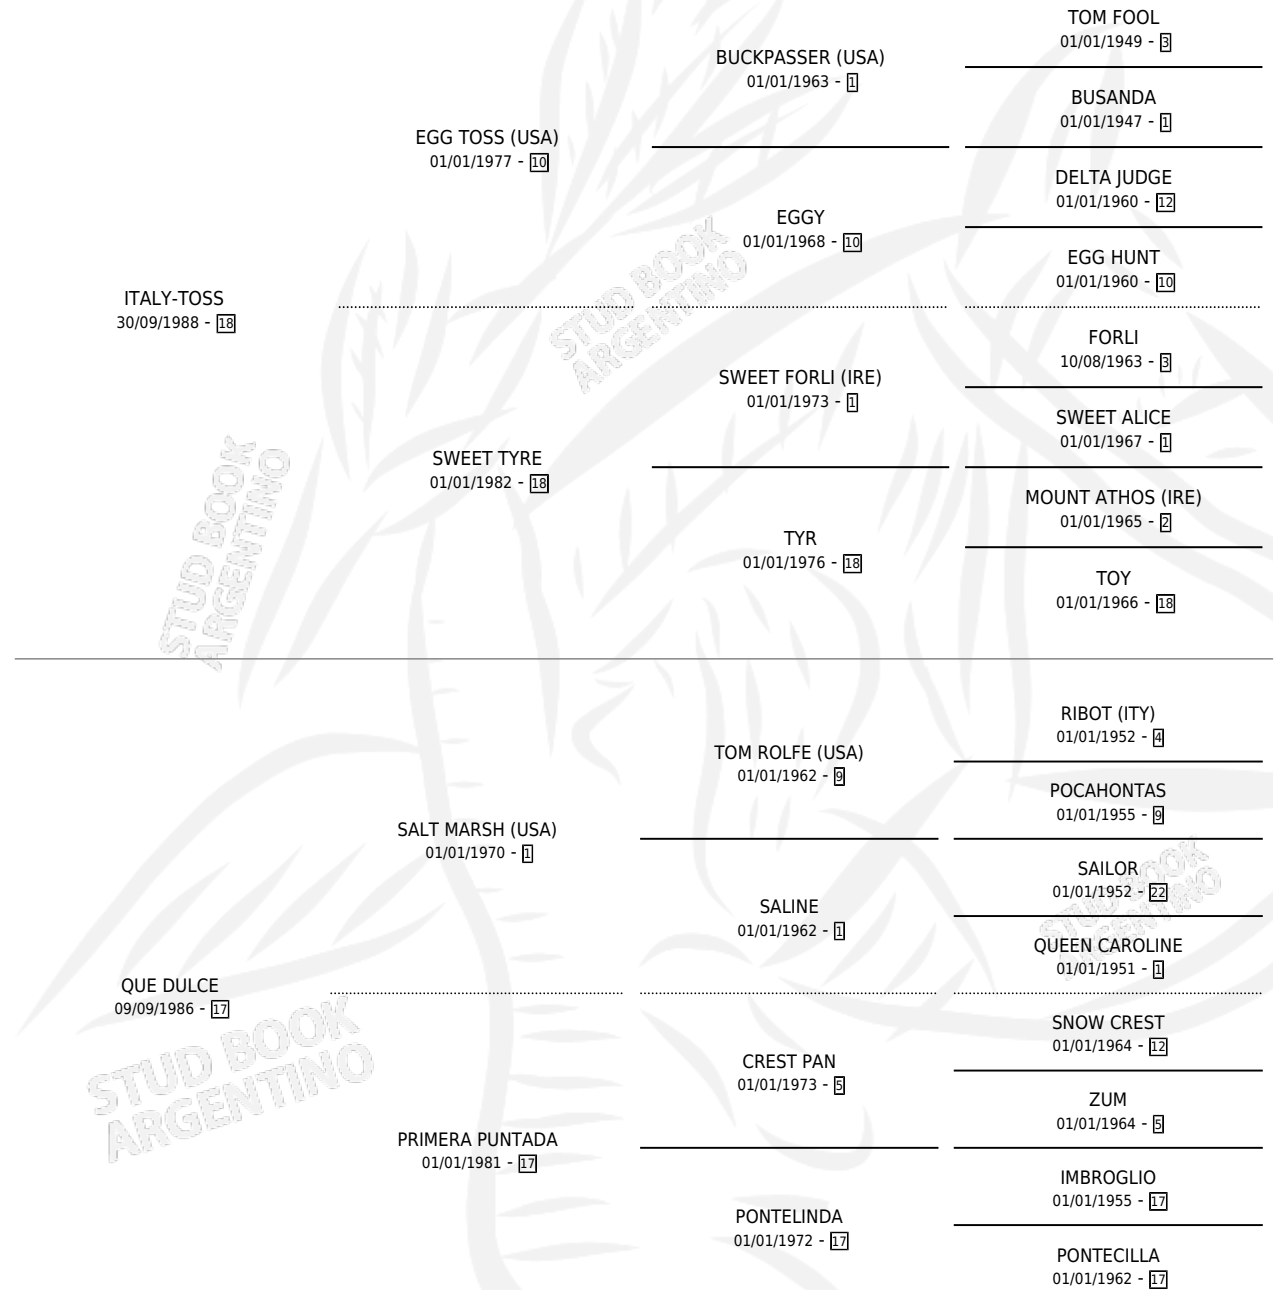 TOM FOOL
01/01/1949 - 3
BUCKPASSER (USA)
01/01/1963 - 1
BUSANDA
01/01/1947 - 1
EGG TOSS (USA)
01/01/1977 - 10
DELTA JUDGE
01/01/1960 - 12
EGGY
01/01/1968 - 10
EGG HUNT
01/01/1960 - 10
ITALY-TOSS
30/09/1988 - 18
FORLI
10/08/1963 - 3
SWEET FORLI (IRE)
01/01/1973 - 1
SWEET ALICE
01/01/1967 - 1
SWEET TYRE
01/01/1982 - 18
MOUNT ATHOS (IRE)
01/01/1965 - 2
TYR
01/01/1976 - 18
TOY
01/01/1966 - 18
RIBOT (ITY)
01/01/1952 - 4
TOM ROLFE (USA)
01/01/1962 - 9
POCAHONTAS
01/01/1955 - 9
SALT MARSH (USA)
01/01/1970 - 1
SAILOR
01/01/1952 - 22
SALINE
01/01/1962 - 1
QUEEN CAROLINE
01/01/1951 - 1
QUE DULCE
09/09/1986 - 17
SNOW CREST
01/01/1964 - 12
CREST PAN
01/01/1973 - 5
ZUM
01/01/1964 - 5
PRIMERA PUNTADA
01/01/1981 - 17
IMBROGLIO
01/01/1955 - 17
PONTELINDA
01/01/1972 - 17
PONTECILLA
01/01/1962 - 17
STUD BOOK
ARGENTINO
STUD BOOK
ARGENTINO
STUD BOOK
ARGENTINO
STUD BOOK
ARGENTINO